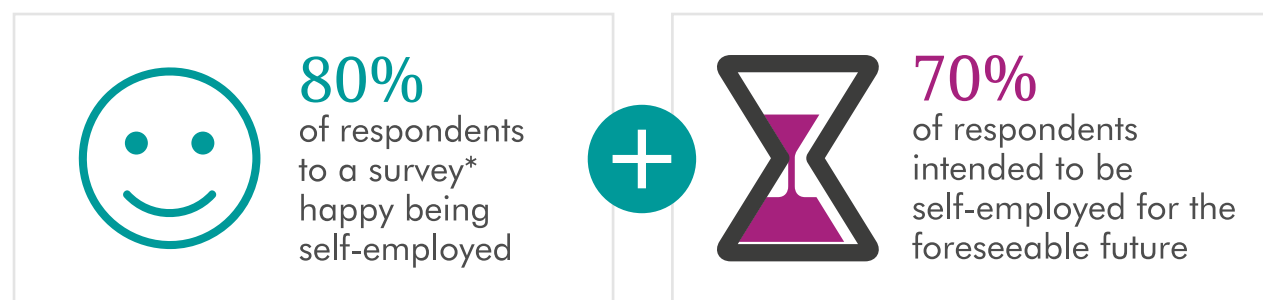 80%
of respondents
to a survey*
happy being
self-employed
+
70%
of respondents
intended to be
self-employed for the
foreseeable future